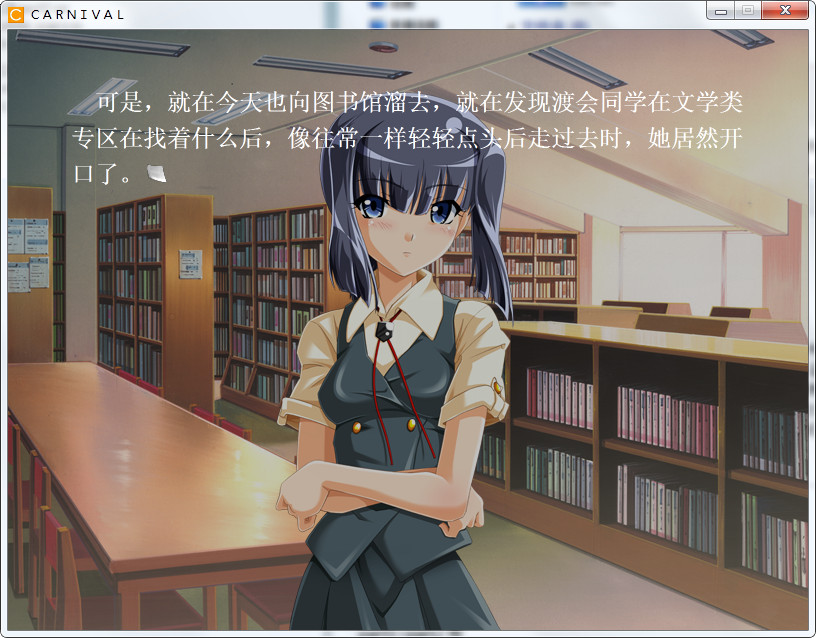 CARNIVAL
可是，就在今天也向图书馆溜去，就在发现渡会同学在文学类
专区在找着什么后，像往常一样轻轻点头后走过去时，她居然开
口了。